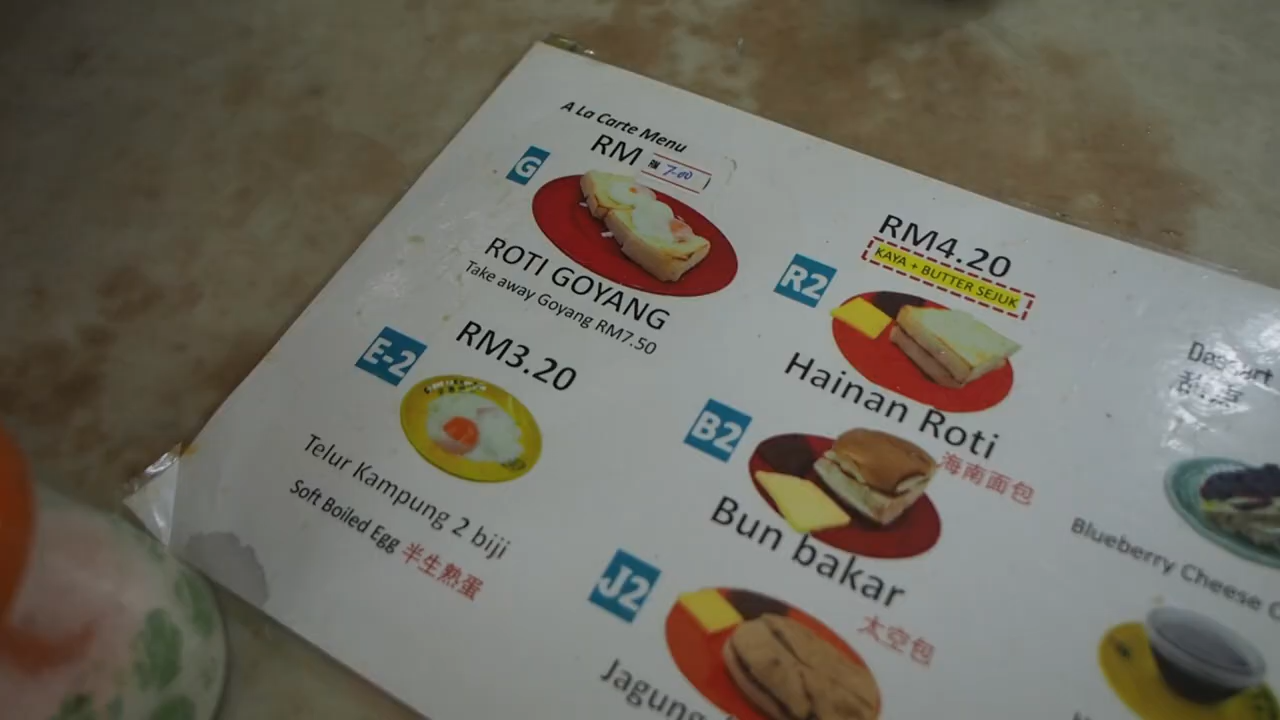 A La Carte Menu
G
RM RM 7-00
ROTI GOYANG
Take away Goyang RM7.50
E-2
RM3.20
Telur Kampung 2 biji
Soft Boiled Egg 半生熟蛋
RM4.20
KAYA + BUTTER SEJUK
R2
Hainan Roti
海南面包
B2
Bun bakar
太空包
J2
Jagung
Dessert
Blueberry Cheese